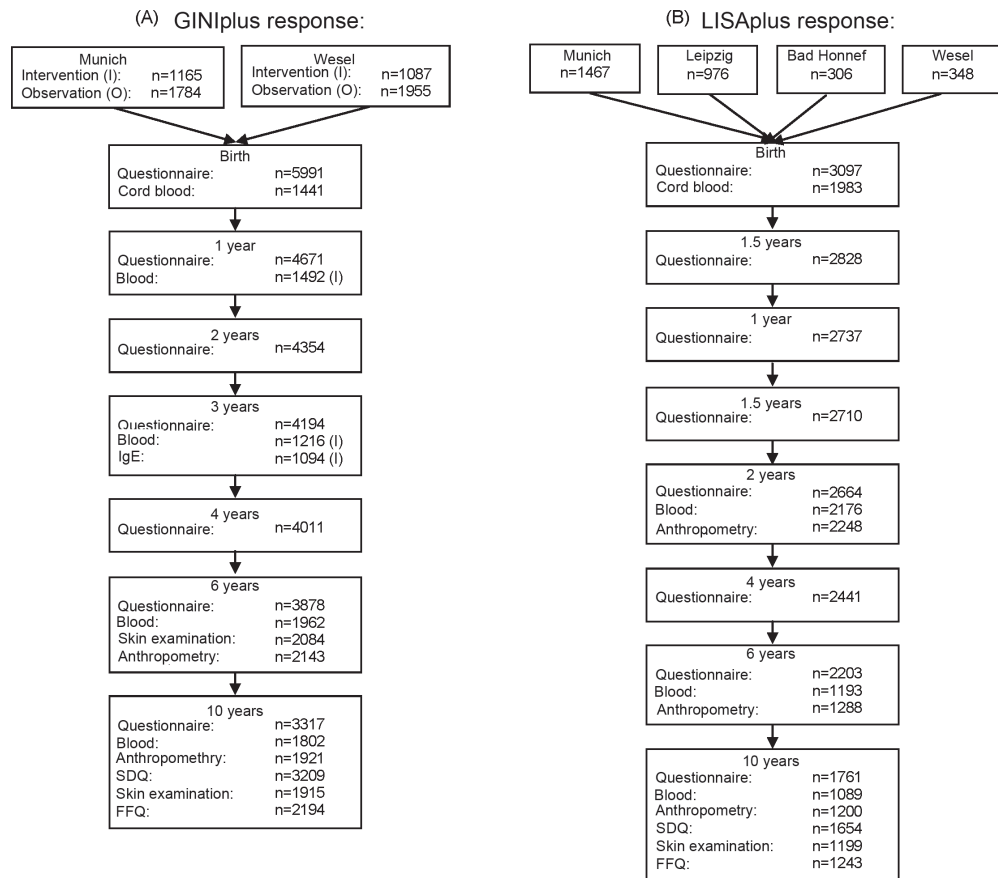 (A) GINIplus response:
Munich
Intervention (I): n=1165
Observation (O): n=1784
Wesel
Intervention (I): n=1087
Observation (O): n=1955
Birth
Questionnaire: n=5991
Cord blood: n=1441
1 year
Questionnaire: n=4671
Blood: n=1492 (I)
2 years
Questionnaire: n=4354
3 years
Questionnaire: n=4194
Blood: n=1216 (I)
IgE: n=1094 (I)
4 years
Questionnaire: n=4011
6 years
Questionnaire: n=3878
Blood: n=1962
Skin examination: n=2084
Anthropometry: n=2143
10 years
Questionnaire: n=3317
Blood: n=1802
Anthropomethry: n=1921
SDQ: n=3209
Skin examination: n=1915
FFQ: n=2194
(B) LISAplus response:
Munich
n=1467
Leipzig
n=976
Bad Honnef
n=306
Wesel
n=348
Birth
Questionnaire: n=3097
Cord blood: n=1983
1.5 years
Questionnaire: n=2828
1 year
Questionnaire: n=2737
1.5 years
Questionnaire: n=2710
2 years
Questionnaire: n=2664
Blood: n=2176
Anthropometry: n=2248
4 years
Questionnaire: n=2441
6 years
Questionnaire: n=2203
Blood: n=1193
Anthropometry: n=1288
10 years
Questionnaire: n=1761
Blood: n=1089
Anthropometry: n=1200
SDQ: n=1654
Skin examination: n=1199
FFQ: n=1243